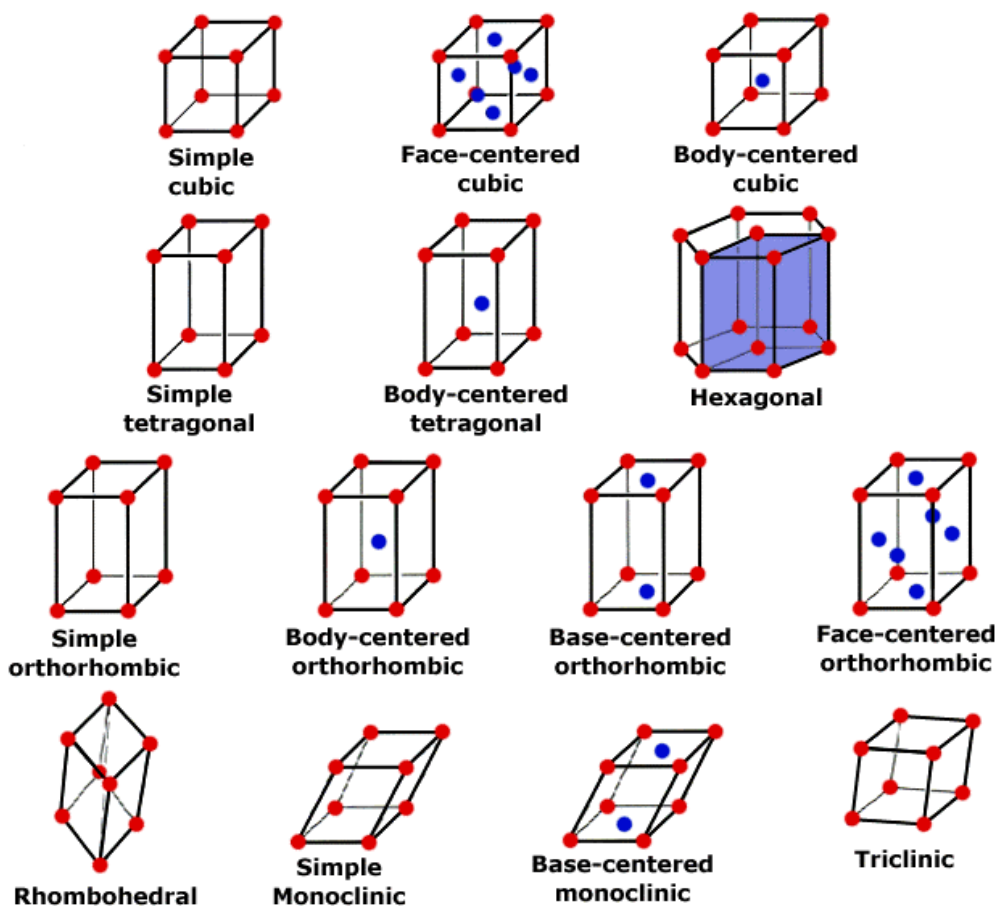 Simple
cubic
Face-centered
cubic
Body-centered
cubic
Simple
tetragonal
Body-centered
tetragonal
Hexagonal
Simple
orthorhombic
Body-centered
orthorhombic
Base-centered
orthorhombic
Face-centered
orthorhombic
Rhombohedral
Simple
Monoclinic
Base-centered
monoclinic
Triclinic